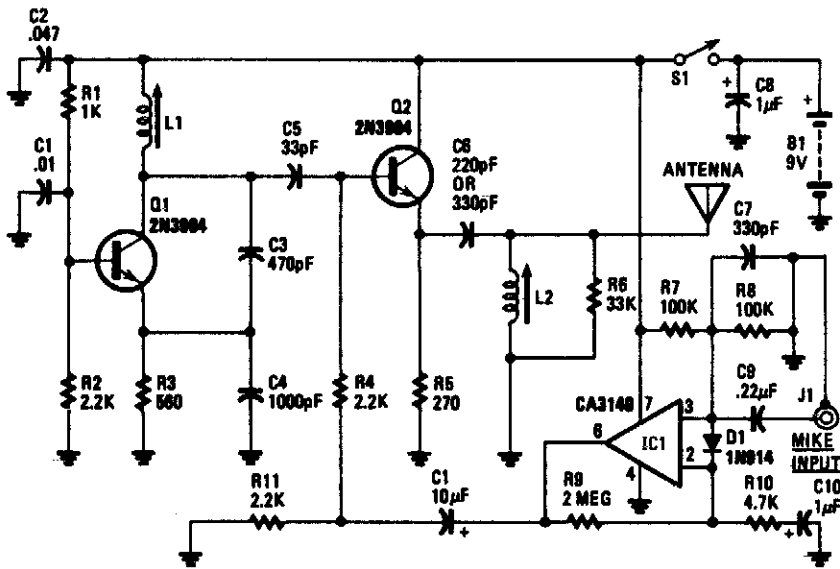 C2
.047
R1
1K
L1
C1
.01
Q1
2N3904
C5
33pF
Q2
2N3904
C6
220pF
OR
330pF
S1
+
C8
1µF
+
B1
9V
ANTENNA
C7
330pF
C3
470pF
L2
R6
33K
R7
100K
R8
100K
R2
2.2K
R3
560
C4
1000pF
R4
2.2K
R5
270
CA3140
7
3
6
IC1
2
4
C9
.22µF
J1
D1
1N914
MIKE
INPUT
R11
2.2K
C1
10µF
+
R9
2 MEG
R10
4.7K
+
C10
1µF